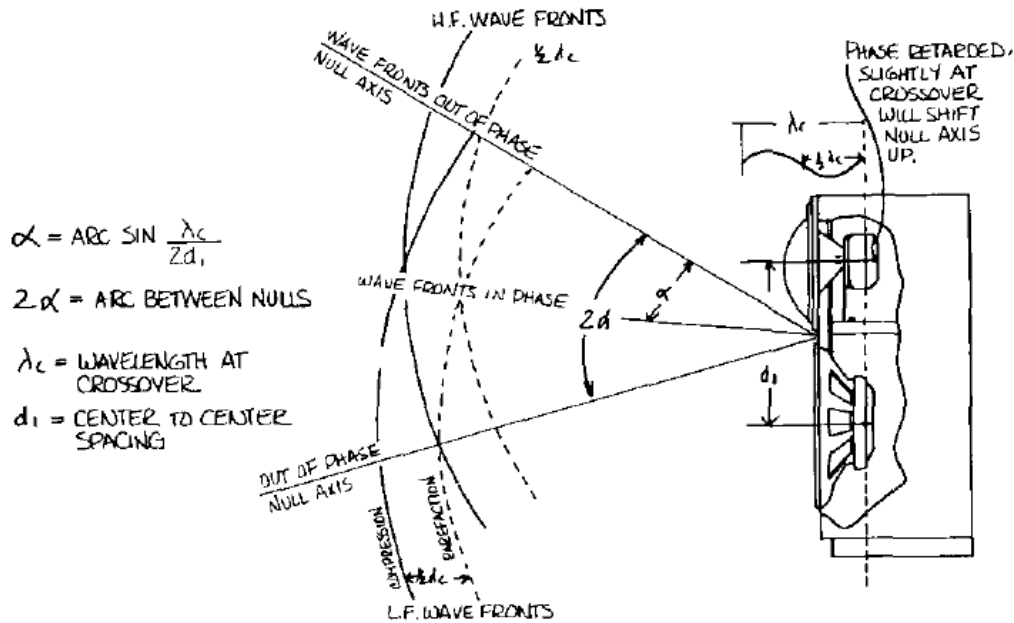 H.F. WAVE FRONTS
½ λc
WAVE FRONTS OUT OF PHASE
NULL AXIS
PHASE RETARDED,
SLIGHTLY AT
CROSSOVER
WILL SHIFT
NULL AXIS
UP.
λc
½ λc
α = ARC SIN λc
2d₁
2α = ARC BETWEEN NULLS
λc = WAVELENGTH AT
CROSSOVER
d₁ = CENTER TO CENTER
SPACING
WAVE FRONTS IN PHASE
α
2α
d₁
OUT OF PHASE
NULL AXIS
COMPRESSION
RAREFACTION
½ λc
L.F. WAVE FRONTS